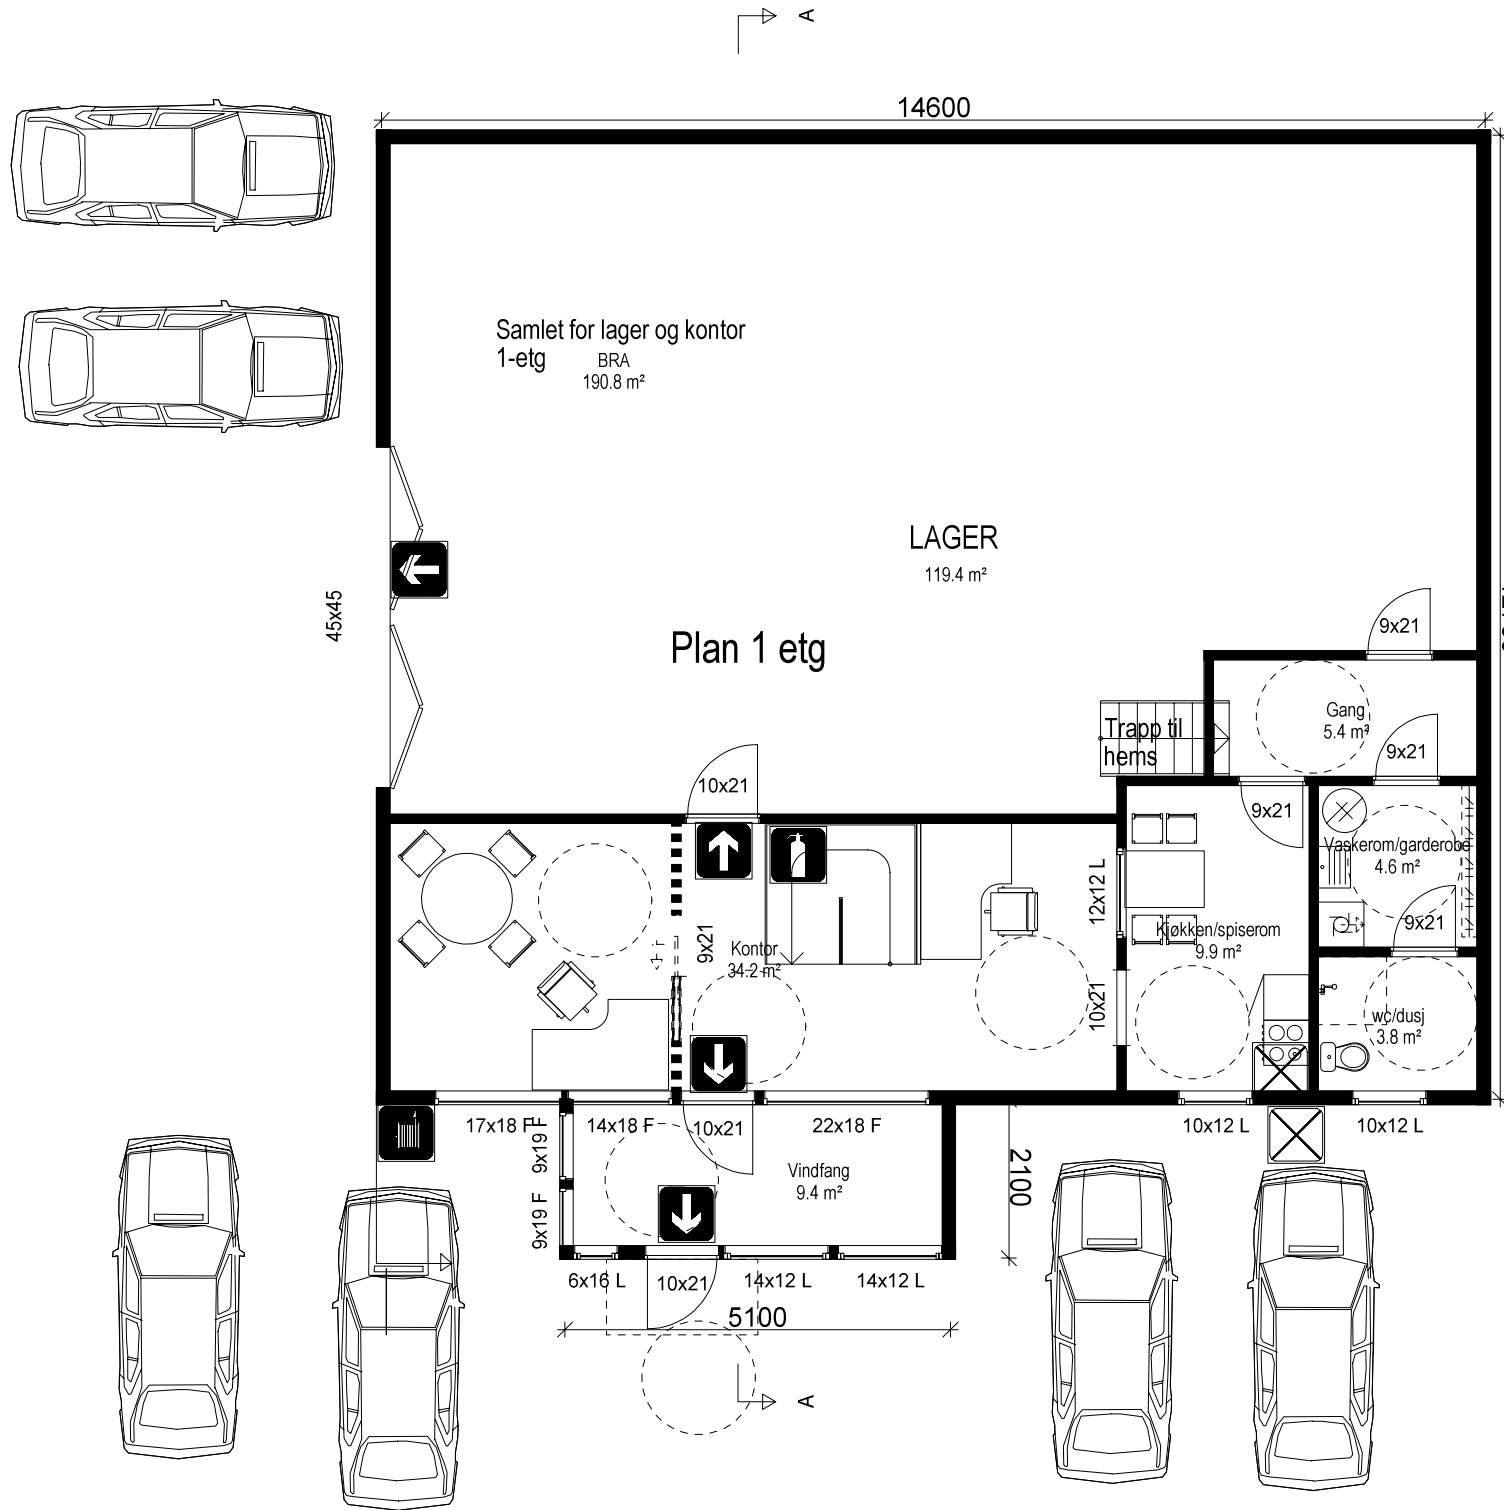 A
14600
Samlet for lager og kontor
1-etg
BRA
190.8 m²
LAGER
119.4 m²
45x45
Plan 1 etg
9x21
Gang
5.4 m²
Trapp til
hems
9x21
10x21
9x21
Vaskerom/garderobe
4.6 m²
12x12 L
9x21
9x21
Kontor
34.2 m²
Kjøkken/spiserom
9.9 m²
10x21
wc/dusj
3.8 m²
17x18 F
14x18 F
10x21
22x18 F
10x12 L
10x12 L
9x19 F
9x19 F
Vindfang
9.4 m²
2100
6x16 L
10x21
14x12 L
14x12 L
5100
A